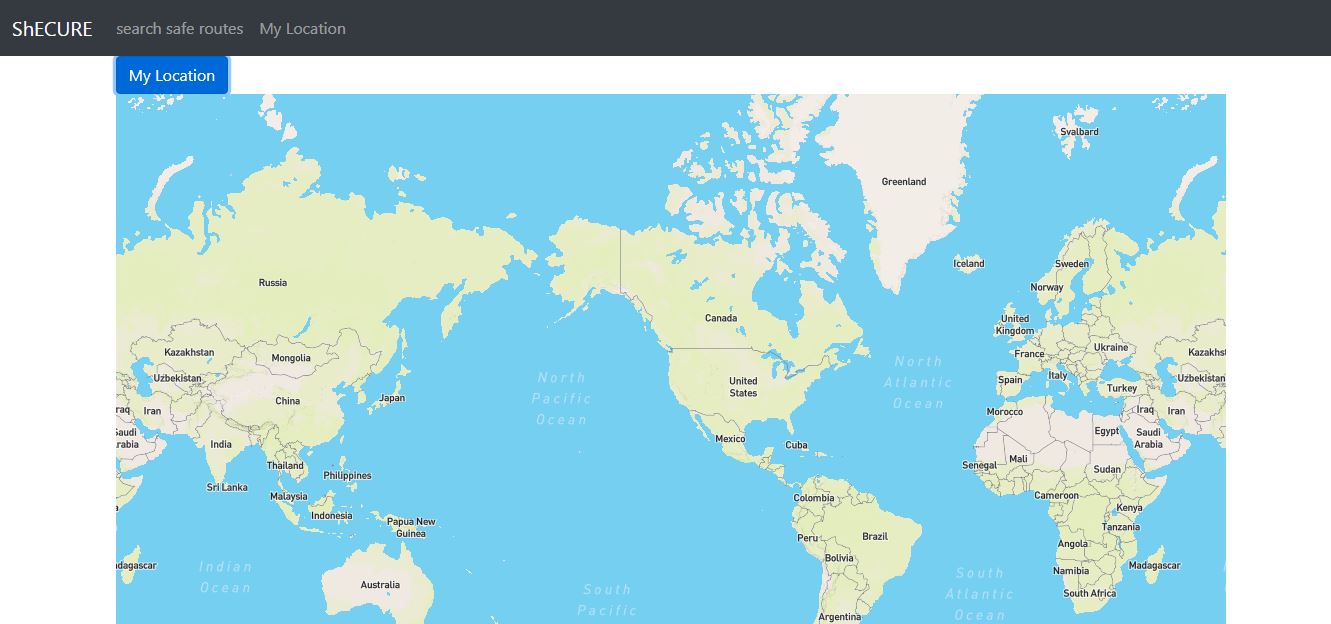 ShECURE search safe routes My Location
My Location
Svalbard
Greenland
Iceland
Sweden
Russia
Norway
Canada
United
Kingdom
Kazakhstan
Mongolia
France
Ukraine
Kazakhst
North
Atlantic
Ocean
Uzbekistan
North
Pacific
Ocean
United
States
Spain
Italy
Turkey
Uzbekistan
China
Japan
raq
Iran
Morocco
Iraq
Iran
Saudi
rabia
India
Mexico
Cuba
Egypt
Saudi
Arabia
Thailand
Philippines
Senegal
Mali
Sudan
Sri Lanka
Malaysia
Colombia
Cameroon
Indonesia
Papua New
Guinea
Kenya
Peru
Brazil
Tanzania
Bolivia
Angola
adagascar
Indian
Ocean
Namibia
Madagascar
Australia
South
Pacific
South
Atlantic
Ocean
South Africa
Argentina